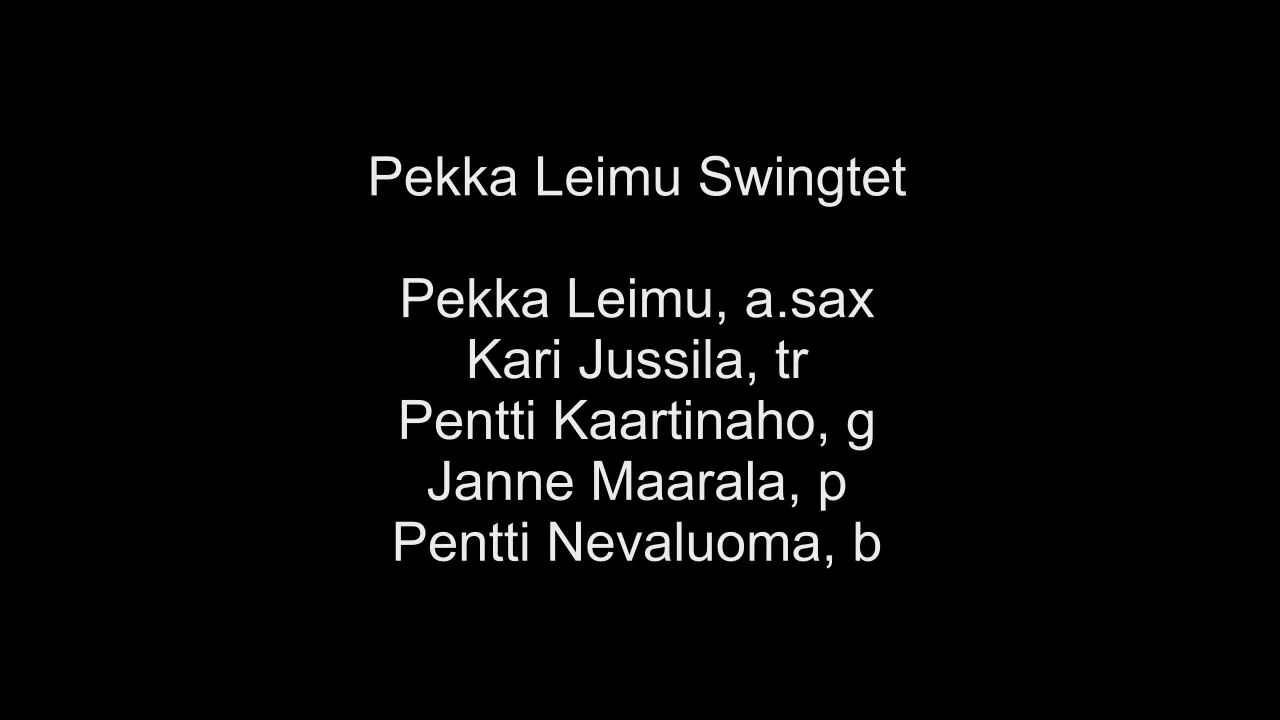 Pekka Leimu Swingtet
Pekka Leimu, a.sax
Kari Jussila, tr
Pentti Kaartinaho, g
Janne Maarala, p
Pentti Nevaluoma, b